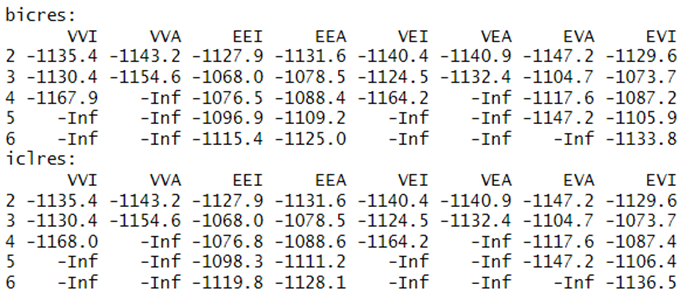 bicres:
VVI VVA EEI EEA VEI VEA EVA EVI
2 -1135.4 -1143.2 -1127.9 -1131.6 -1140.4 -1140.9 -1147.2 -1129.6
3 -1130.4 -1154.6 -1068.0 -1078.5 -1124.5 -1132.4 -1104.7 -1073.7
4 -1167.9 -Inf -1076.5 -1088.4 -1164.2 -Inf -1117.6 -1087.2
5 -Inf -Inf -1096.9 -1109.2 -Inf -Inf -1147.2 -1105.9
6 -Inf -Inf -1115.4 -1125.0 -Inf -Inf -Inf -1133.8
iclres:
VVI VVA EEI EEA VEI VEA EVA EVI
2 -1135.4 -1143.2 -1127.9 -1131.6 -1140.4 -1140.9 -1147.2 -1129.6
3 -1130.4 -1154.6 -1068.0 -1078.5 -1124.5 -1132.4 -1104.7 -1073.7
4 -1168.0 -Inf -1076.8 -1088.6 -1164.2 -Inf -1117.6 -1087.4
5 -Inf -Inf -1098.3 -1111.2 -Inf -Inf -1147.2 -1106.4
6 -Inf -Inf -1119.8 -1128.1 -Inf -Inf -Inf -1136.5